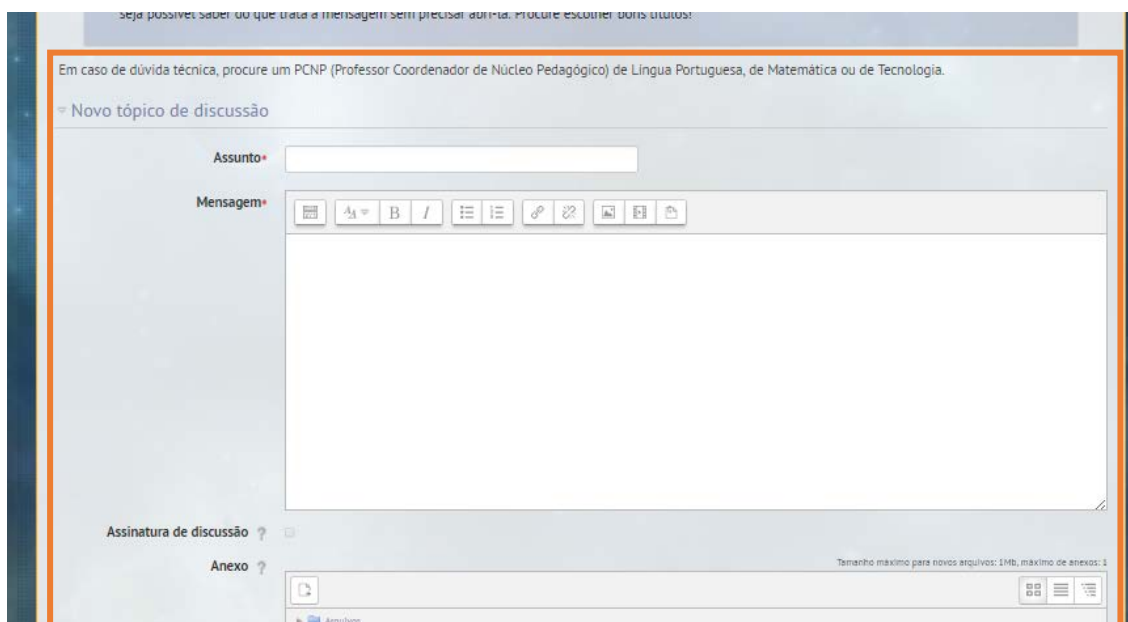 seja possível saber do que trata a mensagem sem precisar abri-la. Procure escolher bons títulos!
Em caso de dúvida técnica, procure um PCNP (Professor Coordenador de Núcleo Pedagógico) de Língua Portuguesa, de Matemática ou de Tecnologia.
Novo tópico de discussão
Assunto*
Mensagem*
B I
Assinatura de discussão ?
Anexo ?
Tamanho máximo para novos arquivos: 1Mb, máximo de anexos: 1
Arquivos